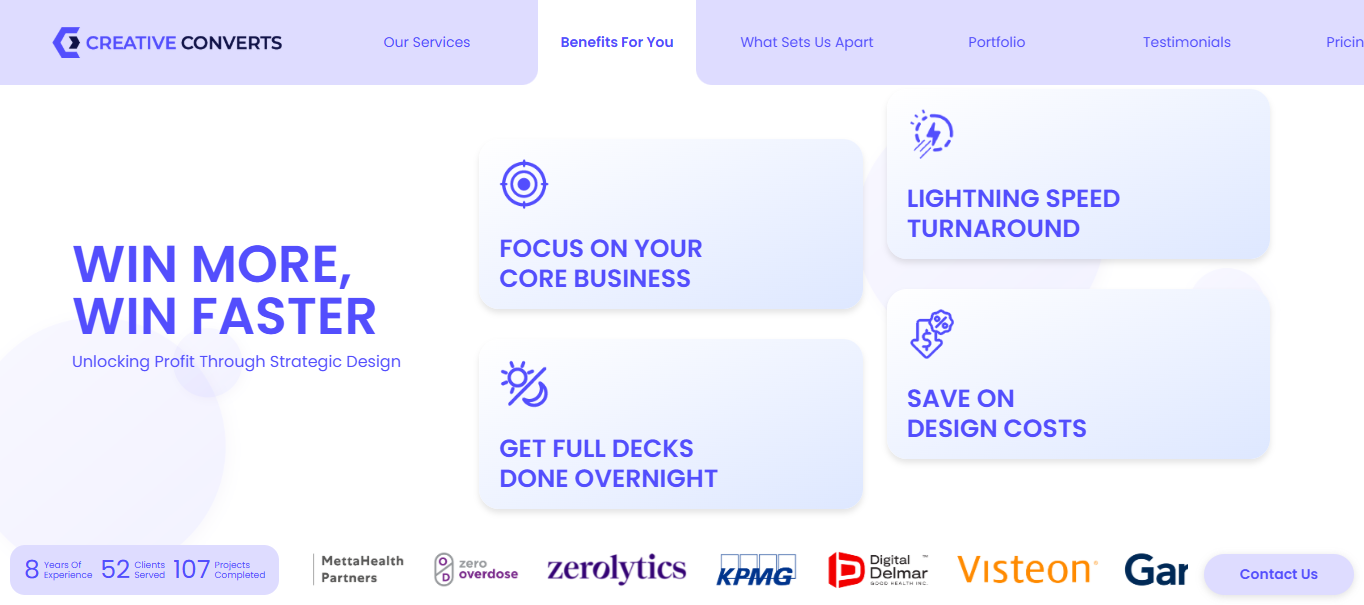 CREATIVE CONVERTS
Our Services
Benefits For You
What Sets Us Apart
Portfolio
Testimonials
Pricin
WIN MORE,
WIN FASTER
Unlocking Profit Through Strategic Design
FOCUS ON YOUR
CORE BUSINESS
LIGHTNING SPEED
TURNAROUND
GET FULL DECKS
DONE OVERNIGHT
SAVE ON
DESIGN COSTS
8 Years Of
Experience
52 Clients
Served
107 Projects
Completed
MettaHealth
Partners
OD
zero
overdose
zerolytics
KPMG
Digital
Delmar
GOOD HEALTH INC.
Visteon
Gar
Contact Us